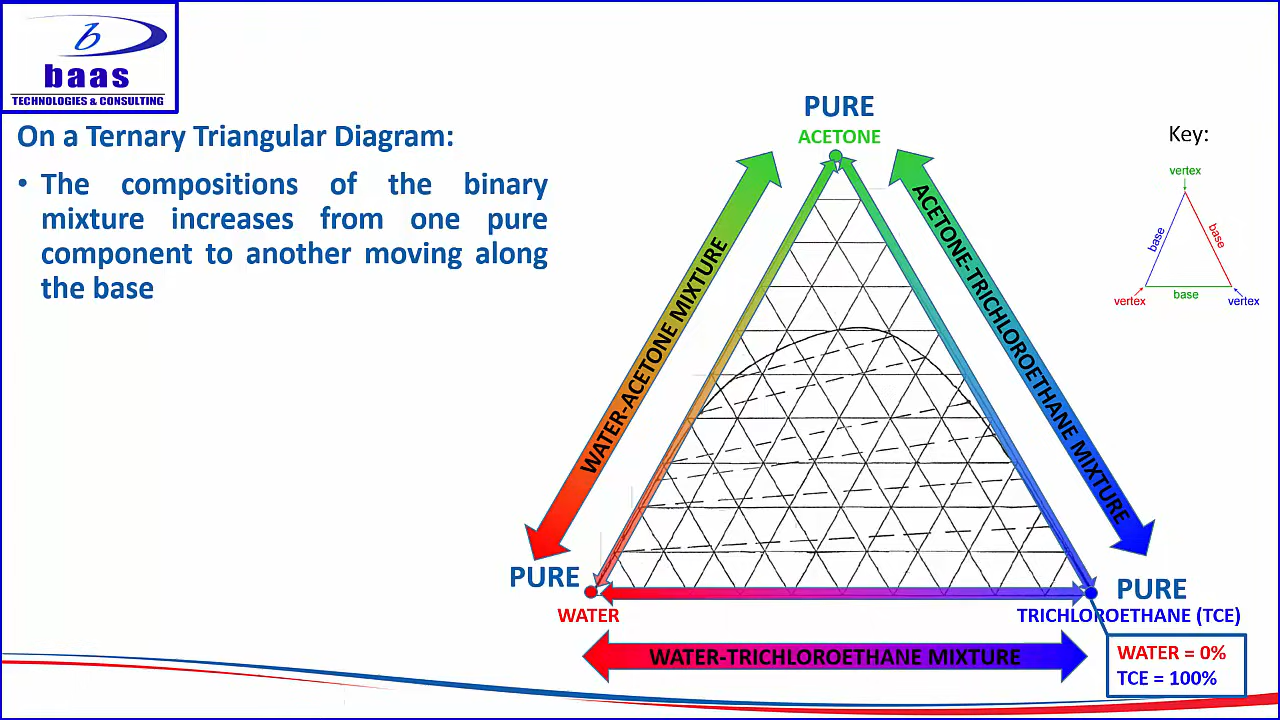 b
baas
TECHNOLOGIES & CONSULTING
On a Ternary Triangular Diagram:
• The compositions of the binary
mixture increases from one pure
component to another moving along
the base
PURE
ACETONE
WATER-ACETONE MIXTURE
ACETONE-TRICHLOROETHANE MIXTURE
PURE
WATER
PURE
TRICHLOROETHANE (TCE)
WATER-TRICHLOROETHANE MIXTURE
WATER = 0%
TCE = 100%
Key:
vertex
base
base
base
vertex
vertex